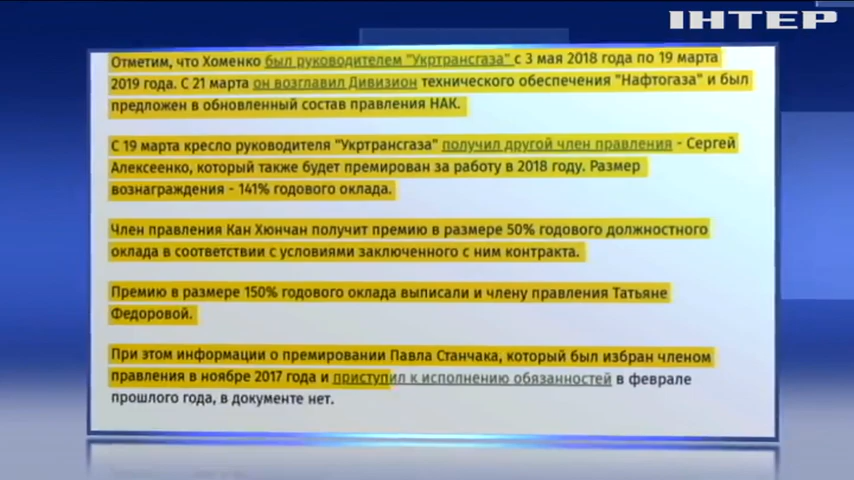 ІНТЕР
Отметим, что Хоменко был руководителем "Укртрансгаза" с 3 мая 2018 года по 19 марта
2019 года. С 21 марта он возглавил Дивизион технического обеспечения "Нафтогаза" и был
предложен в обновленный состав правления НАК.
С 19 марта кресло руководителя "Укртрансгаза" получил другой член правления - Сергей
Алексеенко, который также будет премирован за работу в 2018 году. Размер
вознаграждения - 141% годового оклада.
Член правления Кан Хюнчан получит премию в размере 50% годового должностного
оклада в соответствии с условиями заключенного с ним контракта.
Премию в размере 150% годового оклада выписали и члену правления Татьяне
Федоровой.
При этом информации о премировании Павла Станчака, который был избран членом
правления в ноябре 2017 года и приступил к исполнению обязанностей в феврале
прошлого года, в документе нет.